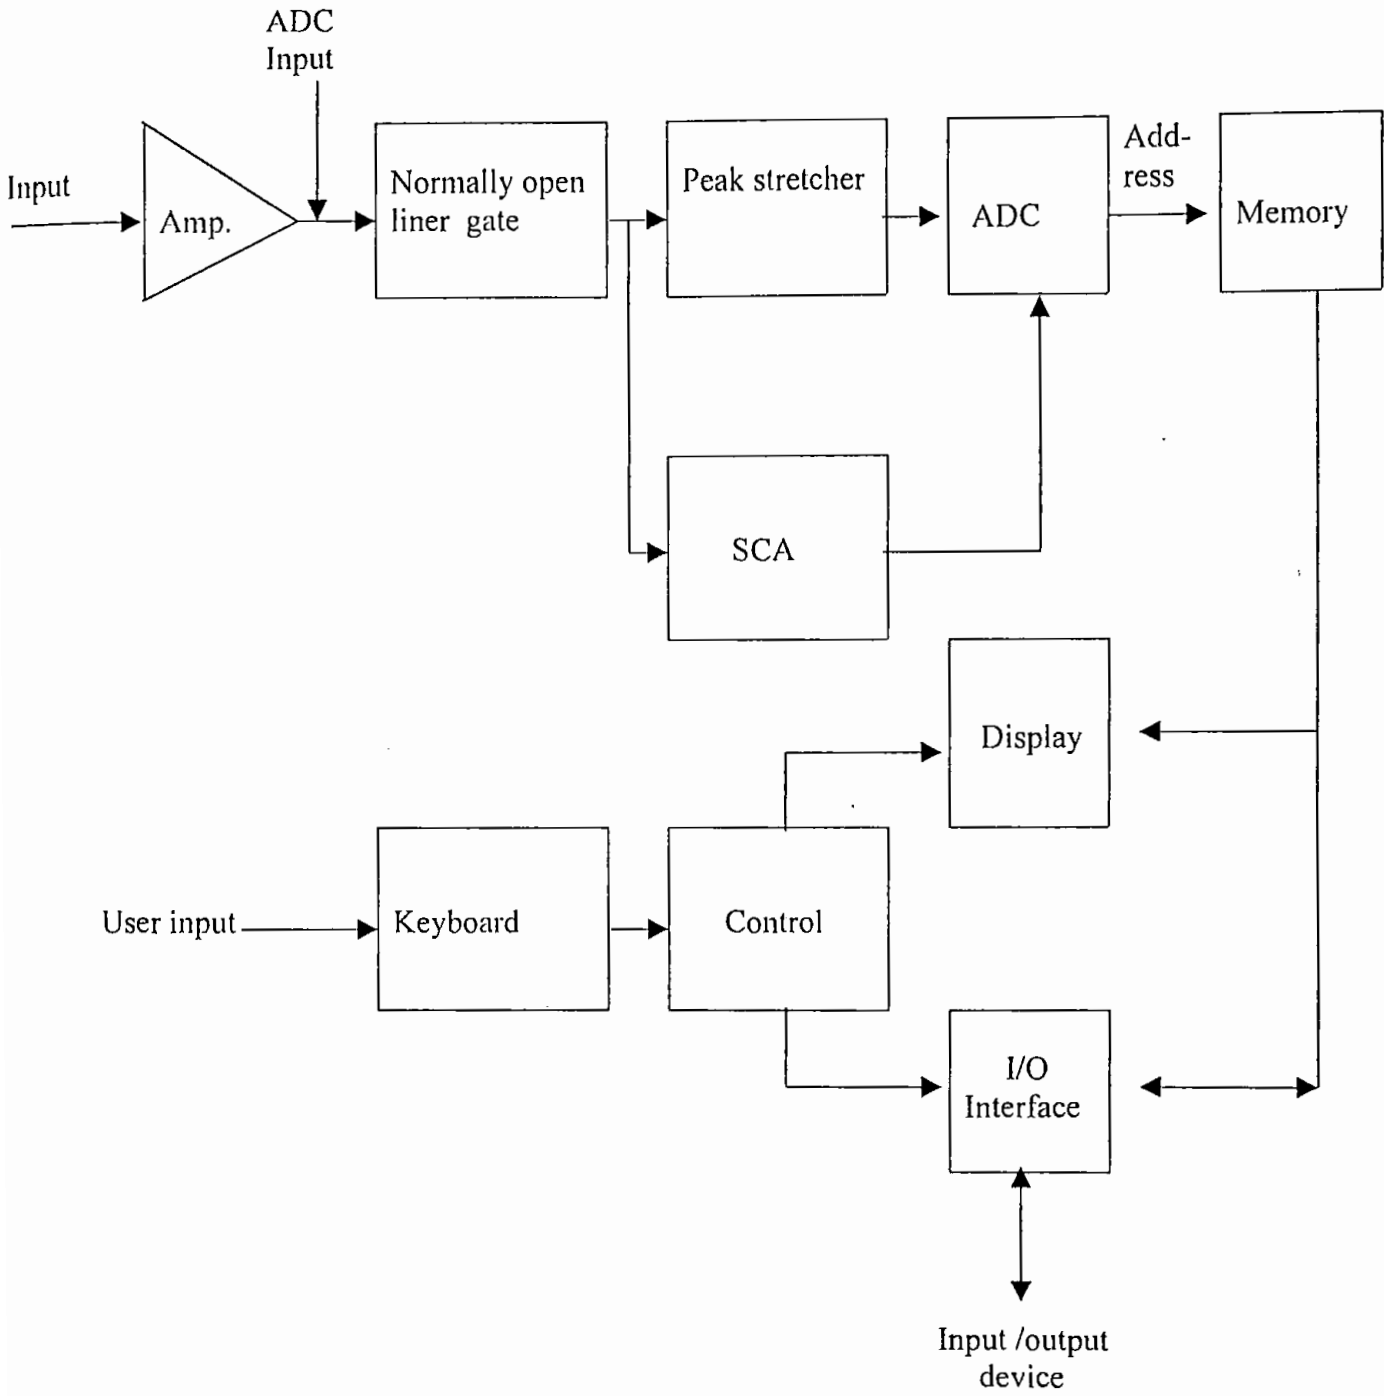 ADC
Input
Input
Amp.
Normally open
liner gate
Peak stretcher
ADC
Add-
ress
Memory
SCA
Display
User input
Keyboard
Control
I/O
Interface
Input /output
device